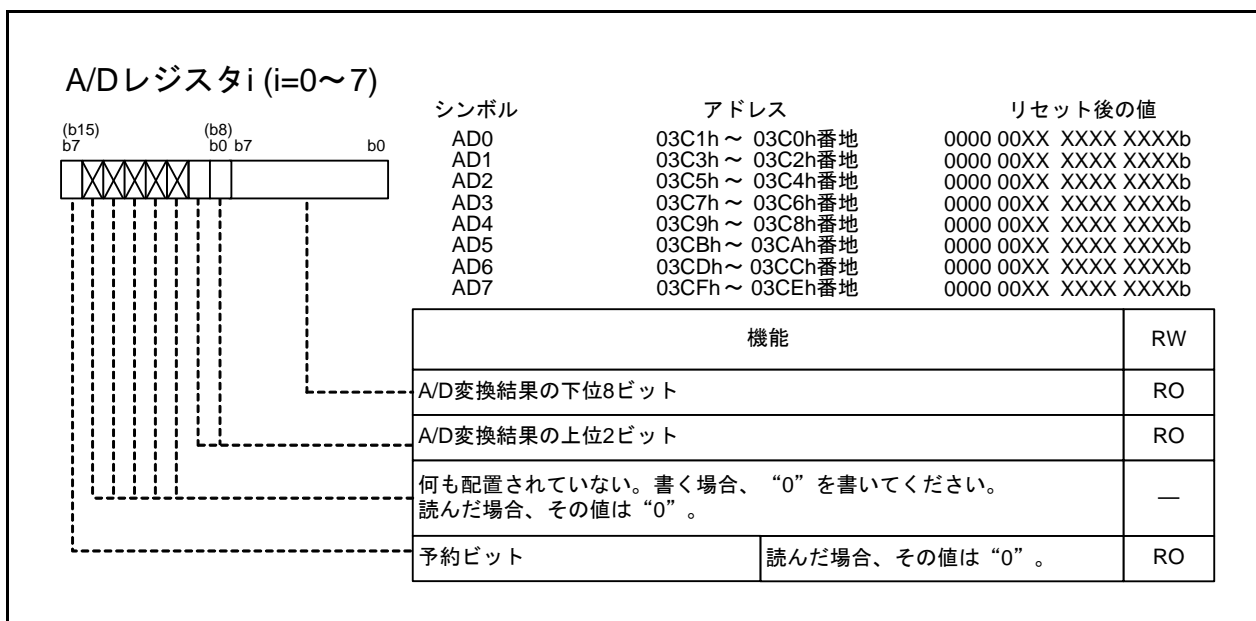 A/Dレジスタi (i=0～7)
シンボル アドレス リセット後の値
(b15) (b8)
b7 b0 b7 b0
AD0 03C1h～ 03C0h番地 0000 00XX XXXX XXXXb
AD1 03C3h～ 03C2h番地 0000 00XX XXXX XXXXb
AD2 03C5h～ 03C4h番地 0000 00XX XXXX XXXXb
AD3 03C7h～ 03C6h番地 0000 00XX XXXX XXXXb
AD4 03C9h～ 03C8h番地 0000 00XX XXXX XXXXb
AD5 03CBh～ 03CAh番地 0000 00XX XXXX XXXXb
AD6 03CDh～ 03CCh番地 0000 00XX XXXX XXXXb
AD7 03CFh～ 03CEh番地 0000 00XX XXXX XXXXb
機能 RW
A/D変換結果の下位8ビット RO
A/D変換結果の上位2ビット RO
何も配置されていない。書く場合、“0”を書いてください。
読んだ場合、その値は“0”。 —
予約ビット 読んだ場合、その値は“0”。 RO